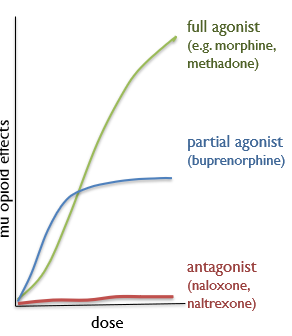 full agonist
(e.g. morphine,
methadone)
partial agonist
(buprenorphine)
antagonist
(naloxone,
naltrexone)
mu opioid effects
dose